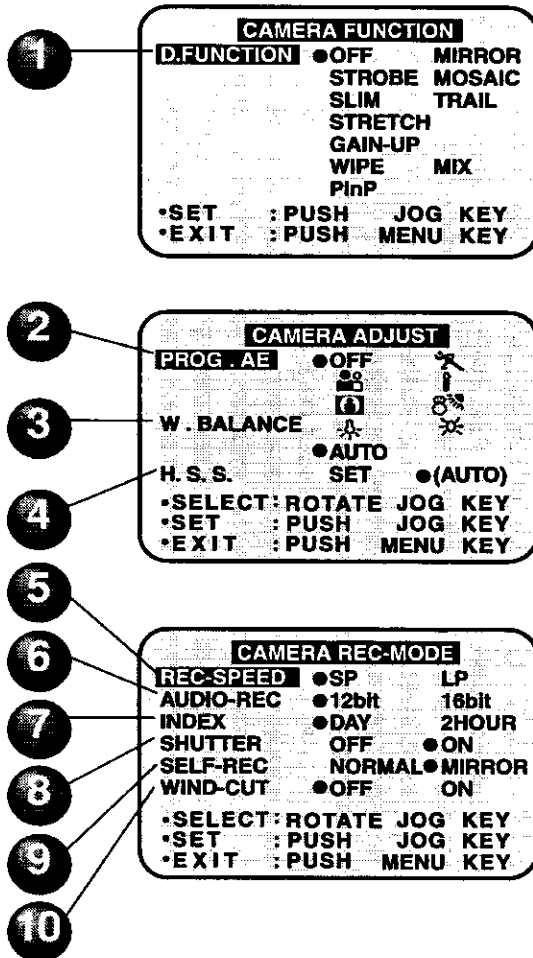 1
CAMERA FUNCTION
D.FUNCTION ●OFF MIRROR
STROBE MOSAIC
SLIM TRAIL
STRETCH
GAIN-UP
WIPE MIX
PInP
•SET :PUSH JOG KEY
•EXIT :PUSH MENU KEY
2
CAMERA ADJUST
PROG.AE ●OFF
3
W.BALANCE
●AUTO
4
H.S.S. SET ●(AUTO)
•SELECT:ROTATE JOG KEY
•SET :PUSH JOG KEY
•EXIT :PUSH MENU KEY
5
CAMERA REC-MODE
REC-SPEED ●SP LP
6
AUDIO-REC ●12bit 16bit
7
INDEX ●DAY 2HOUR
8
SHUTTER OFF ●ON
9
SELF-REC NORMAL ●MIRROR
10
WIND-CUT ●OFF ON
•SELECT:ROTATE JOG KEY
•SET :PUSH JOG KEY
•EXIT :PUSH MENU KEY